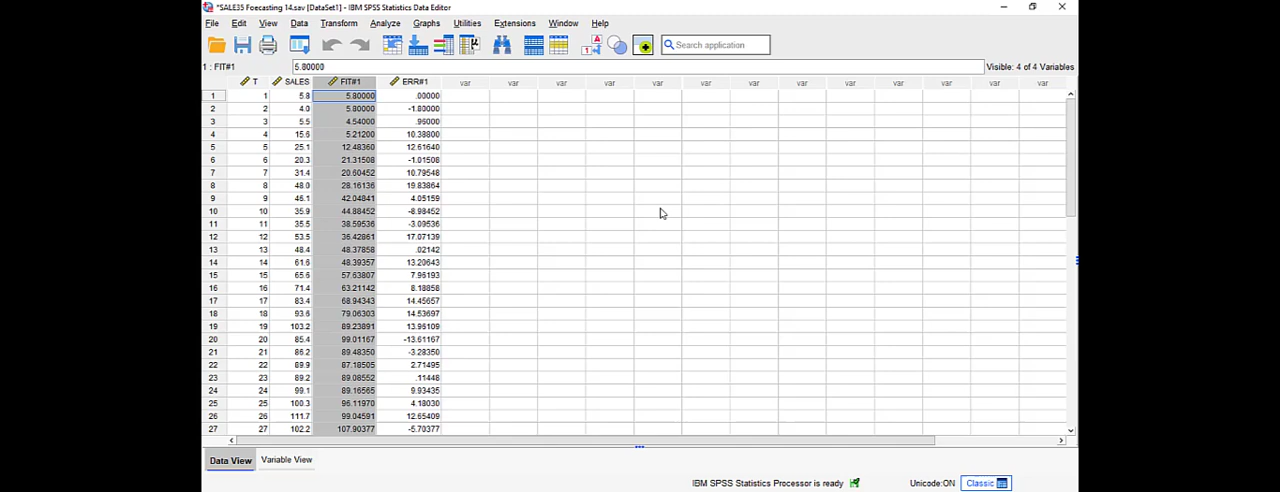 *SALE35 Foecasting 14.sav [DataSet1] - IBM SPSS Statistics Data Editor
File Edit View Data Transform Analyze Graphs Utilities Extensions Window Help
Search application
1 : FIT#1 5.80000 Visible: 4 of 4 Variables
T SALES FIT#1 ERR#1 var var var var var var var var var var var var var
1 1 5.8 5.80000 .00000
2 2 4.0 5.80000 -1.80000
3 3 5.5 4.54000 .96000
4 4 15.6 5.21200 10.38800
5 5 25.1 12.48360 12.61640
6 6 20.3 21.31508 -1.01508
7 7 31.4 20.60452 10.79548
8 8 48.0 28.16136 19.83864
9 9 46.1 42.04841 4.05159
10 10 35.9 44.88452 -8.98452
11 11 35.5 38.59536 -3.09536
12 12 53.5 36.42861 17.07139
13 13 48.4 48.37858 .02142
14 14 61.6 48.39357 13.20643
15 15 65.6 57.63807 7.96193
16 16 71.4 63.21142 8.18858
17 17 83.4 68.94343 14.45657
18 18 93.6 79.06303 14.53697
19 19 103.2 89.23891 13.96109
20 20 85.4 99.01167 -13.61167
21 21 86.2 89.48350 -3.28350
22 22 89.9 87.18505 2.71495
23 23 89.2 89.08552 .11448
24 24 99.1 89.16565 9.93435
25 25 100.3 96.11970 4.18030
26 26 111.7 99.04591 12.65409
27 27 102.2 107.90377 -5.70377
Data View Variable View
IBM SPSS Statistics Processor is ready Unicode:ON Classic